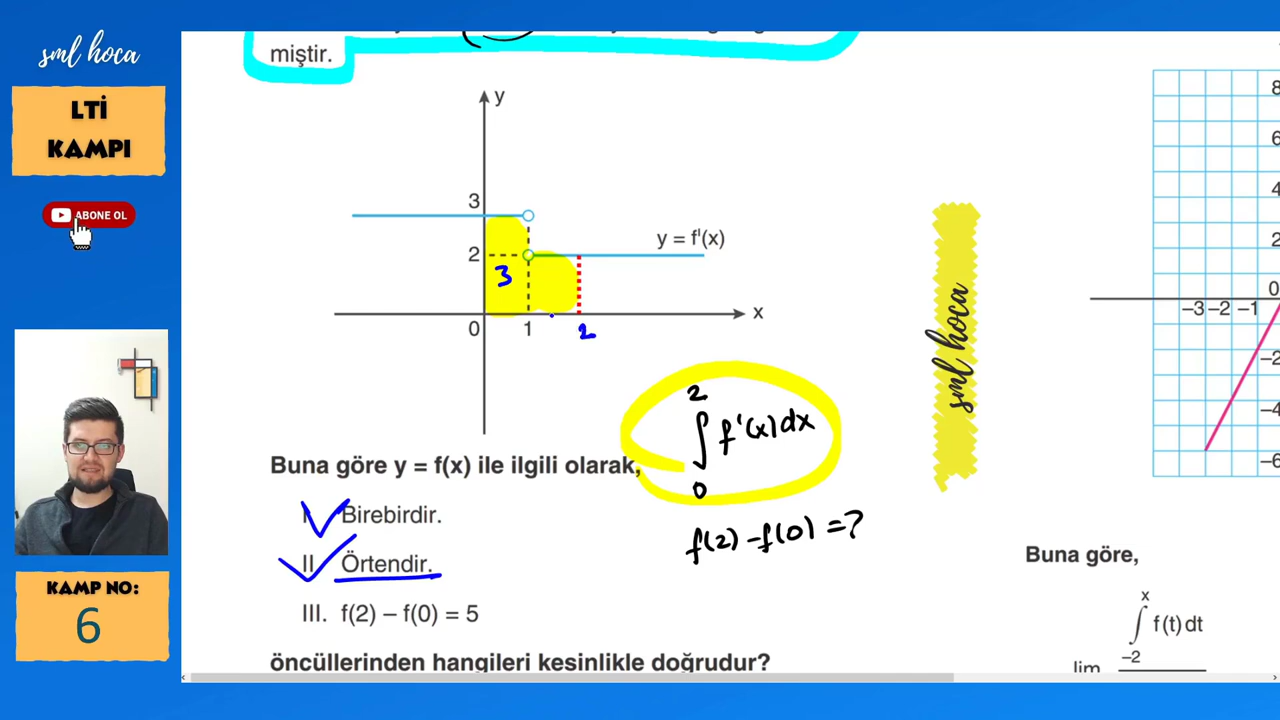 sml hoca
LTİ
KAMPI
ABONE OL
KAMP NO:
6
miştir.
y
3
2
y = f'(x)
3
x
0
1
2
2
∫ f'(x) dx
0
f(2) - f(0) = ?
Buna göre y = f(x) ile ilgili olarak,
I. Birebirdir.
II. Örtendir.
III. f(2) – f(0) = 5
öncüllerinden hangileri kesinlikle doğrudur?
sml hoca
8
6
4
2
0
–3 –2 –1
–2
–4
–6
Buna göre,
x
∫ f(t) dt
–2
lim